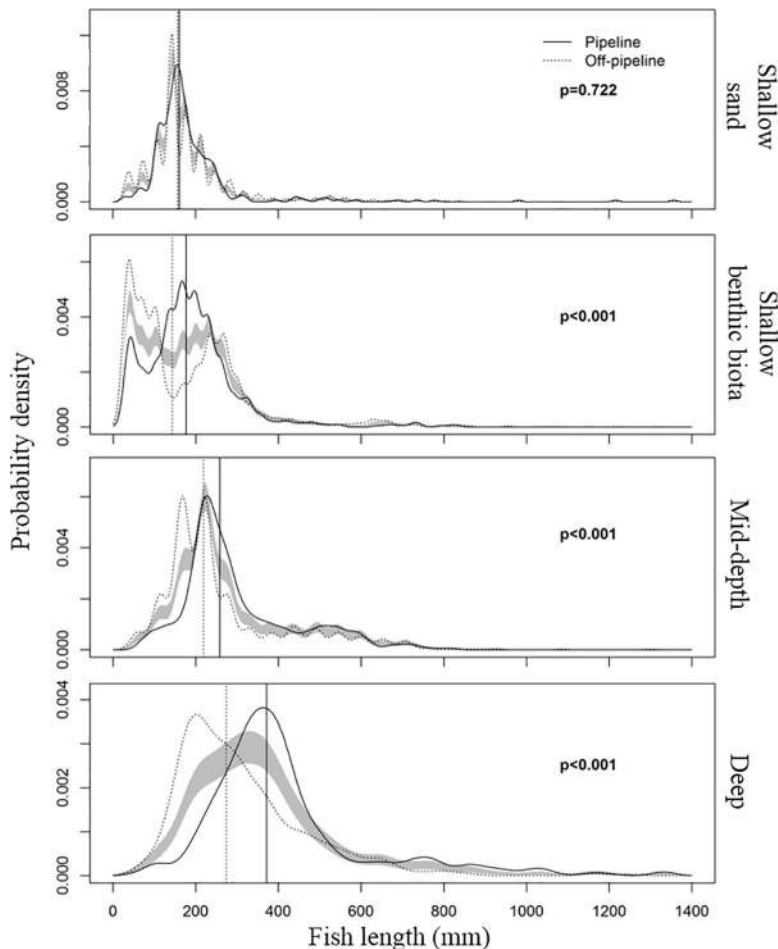 Pipeline
Off-pipeline
p=0.722
0.008
0.000
Shallow
sand
p<0.001
0.004
0.000
Shallow
benthic biota
Probability density
p<0.001
0.004
0.000
Mid-depth
p<0.001
0.004
0.002
0.000
Deep
0 200 400 600 800 1000 1200 1400
Fish length (mm)